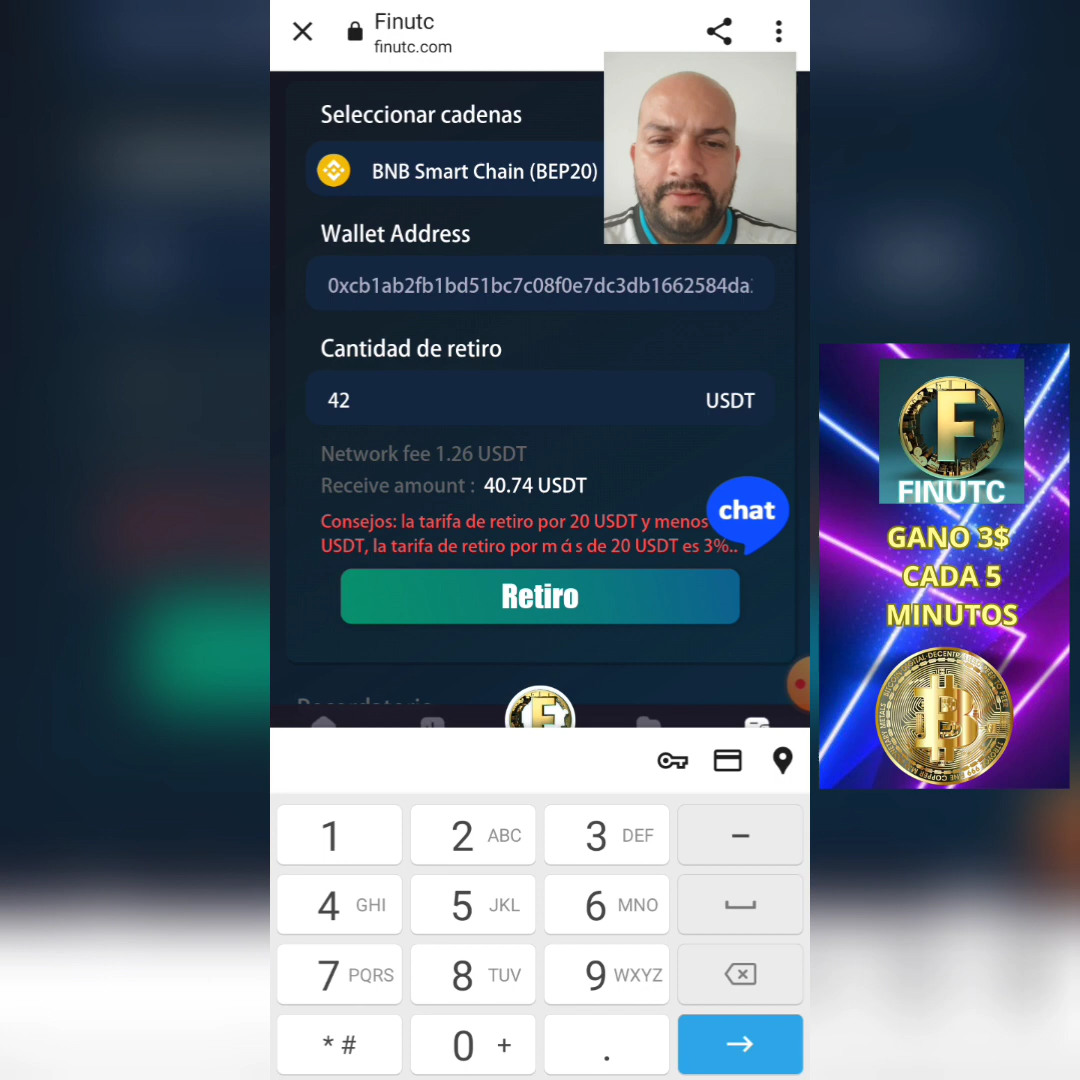 Finutc
finutc.com
Seleccionar cadenas
BNB Smart Chain (BEP20)
Wallet Address
0xcb1ab2fb1bd51bc7c08f0e7dc3db1662584da
Cantidad de retiro
42 USDT
Network fee 1.26 USDT
Receive amount : 40.74 USDT
chat
Consejos: la tarifa de retiro por 20 USDT y menos
USDT, la tarifa de retiro por m á s de 20 USDT es 3%..
Retiro
Recordatorio
F
FINUTC
GANO 3$
CADA 5
MINUTOS
1
2 ABC
3 DEF
-
4 GHI
5 JKL
6 MNO
7 PQRS
8 TUV
9 WXYZ
* #
0 +
.